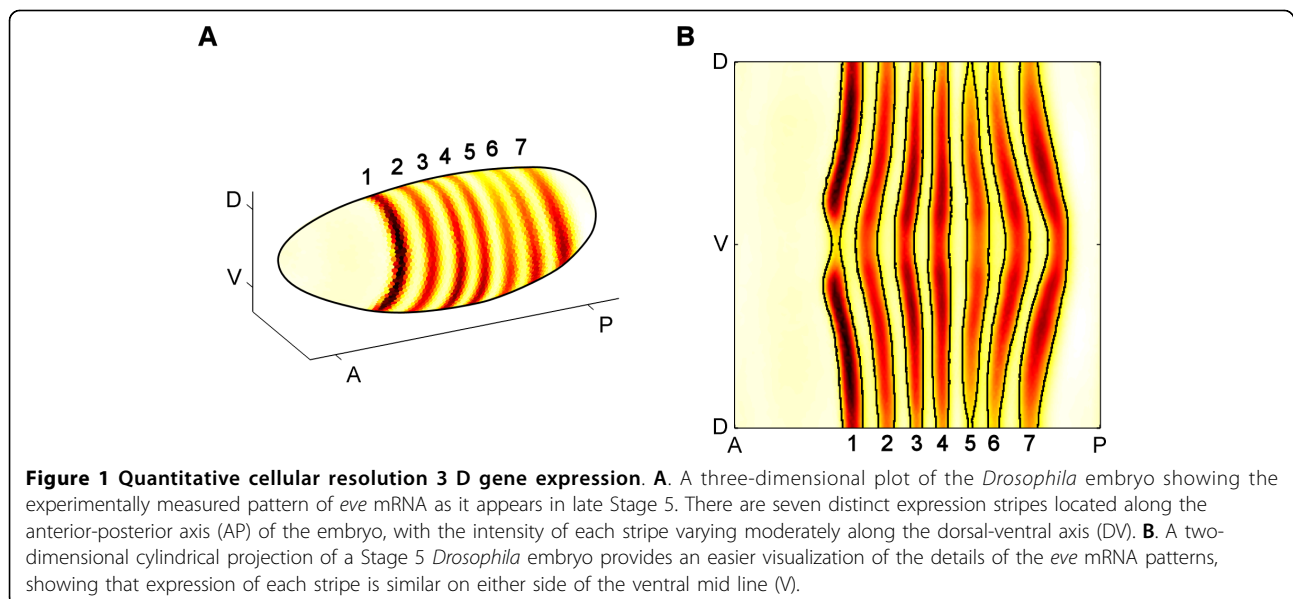 A
B
1 2 3 4 5 6 7
D
V
A
P
D
V
D
A
1 2 3 4 5 6 7
P
Figure 1 Quantitative cellular resolution 3 D gene expression. A. A three-dimensional plot of the Drosophila embryo showing the
experimentally measured pattern of eve mRNA as it appears in late Stage 5. There are seven distinct expression stripes located along the
anterior-posterior axis (AP) of the embryo, with the intensity of each stripe varying moderately along the dorsal-ventral axis (DV). B. A two-
dimensional cylindrical projection of a Stage 5 Drosophila embryo provides an easier visualization of the details of the eve mRNA patterns,
showing that expression of each stripe is similar on either side of the ventral mid line (V).